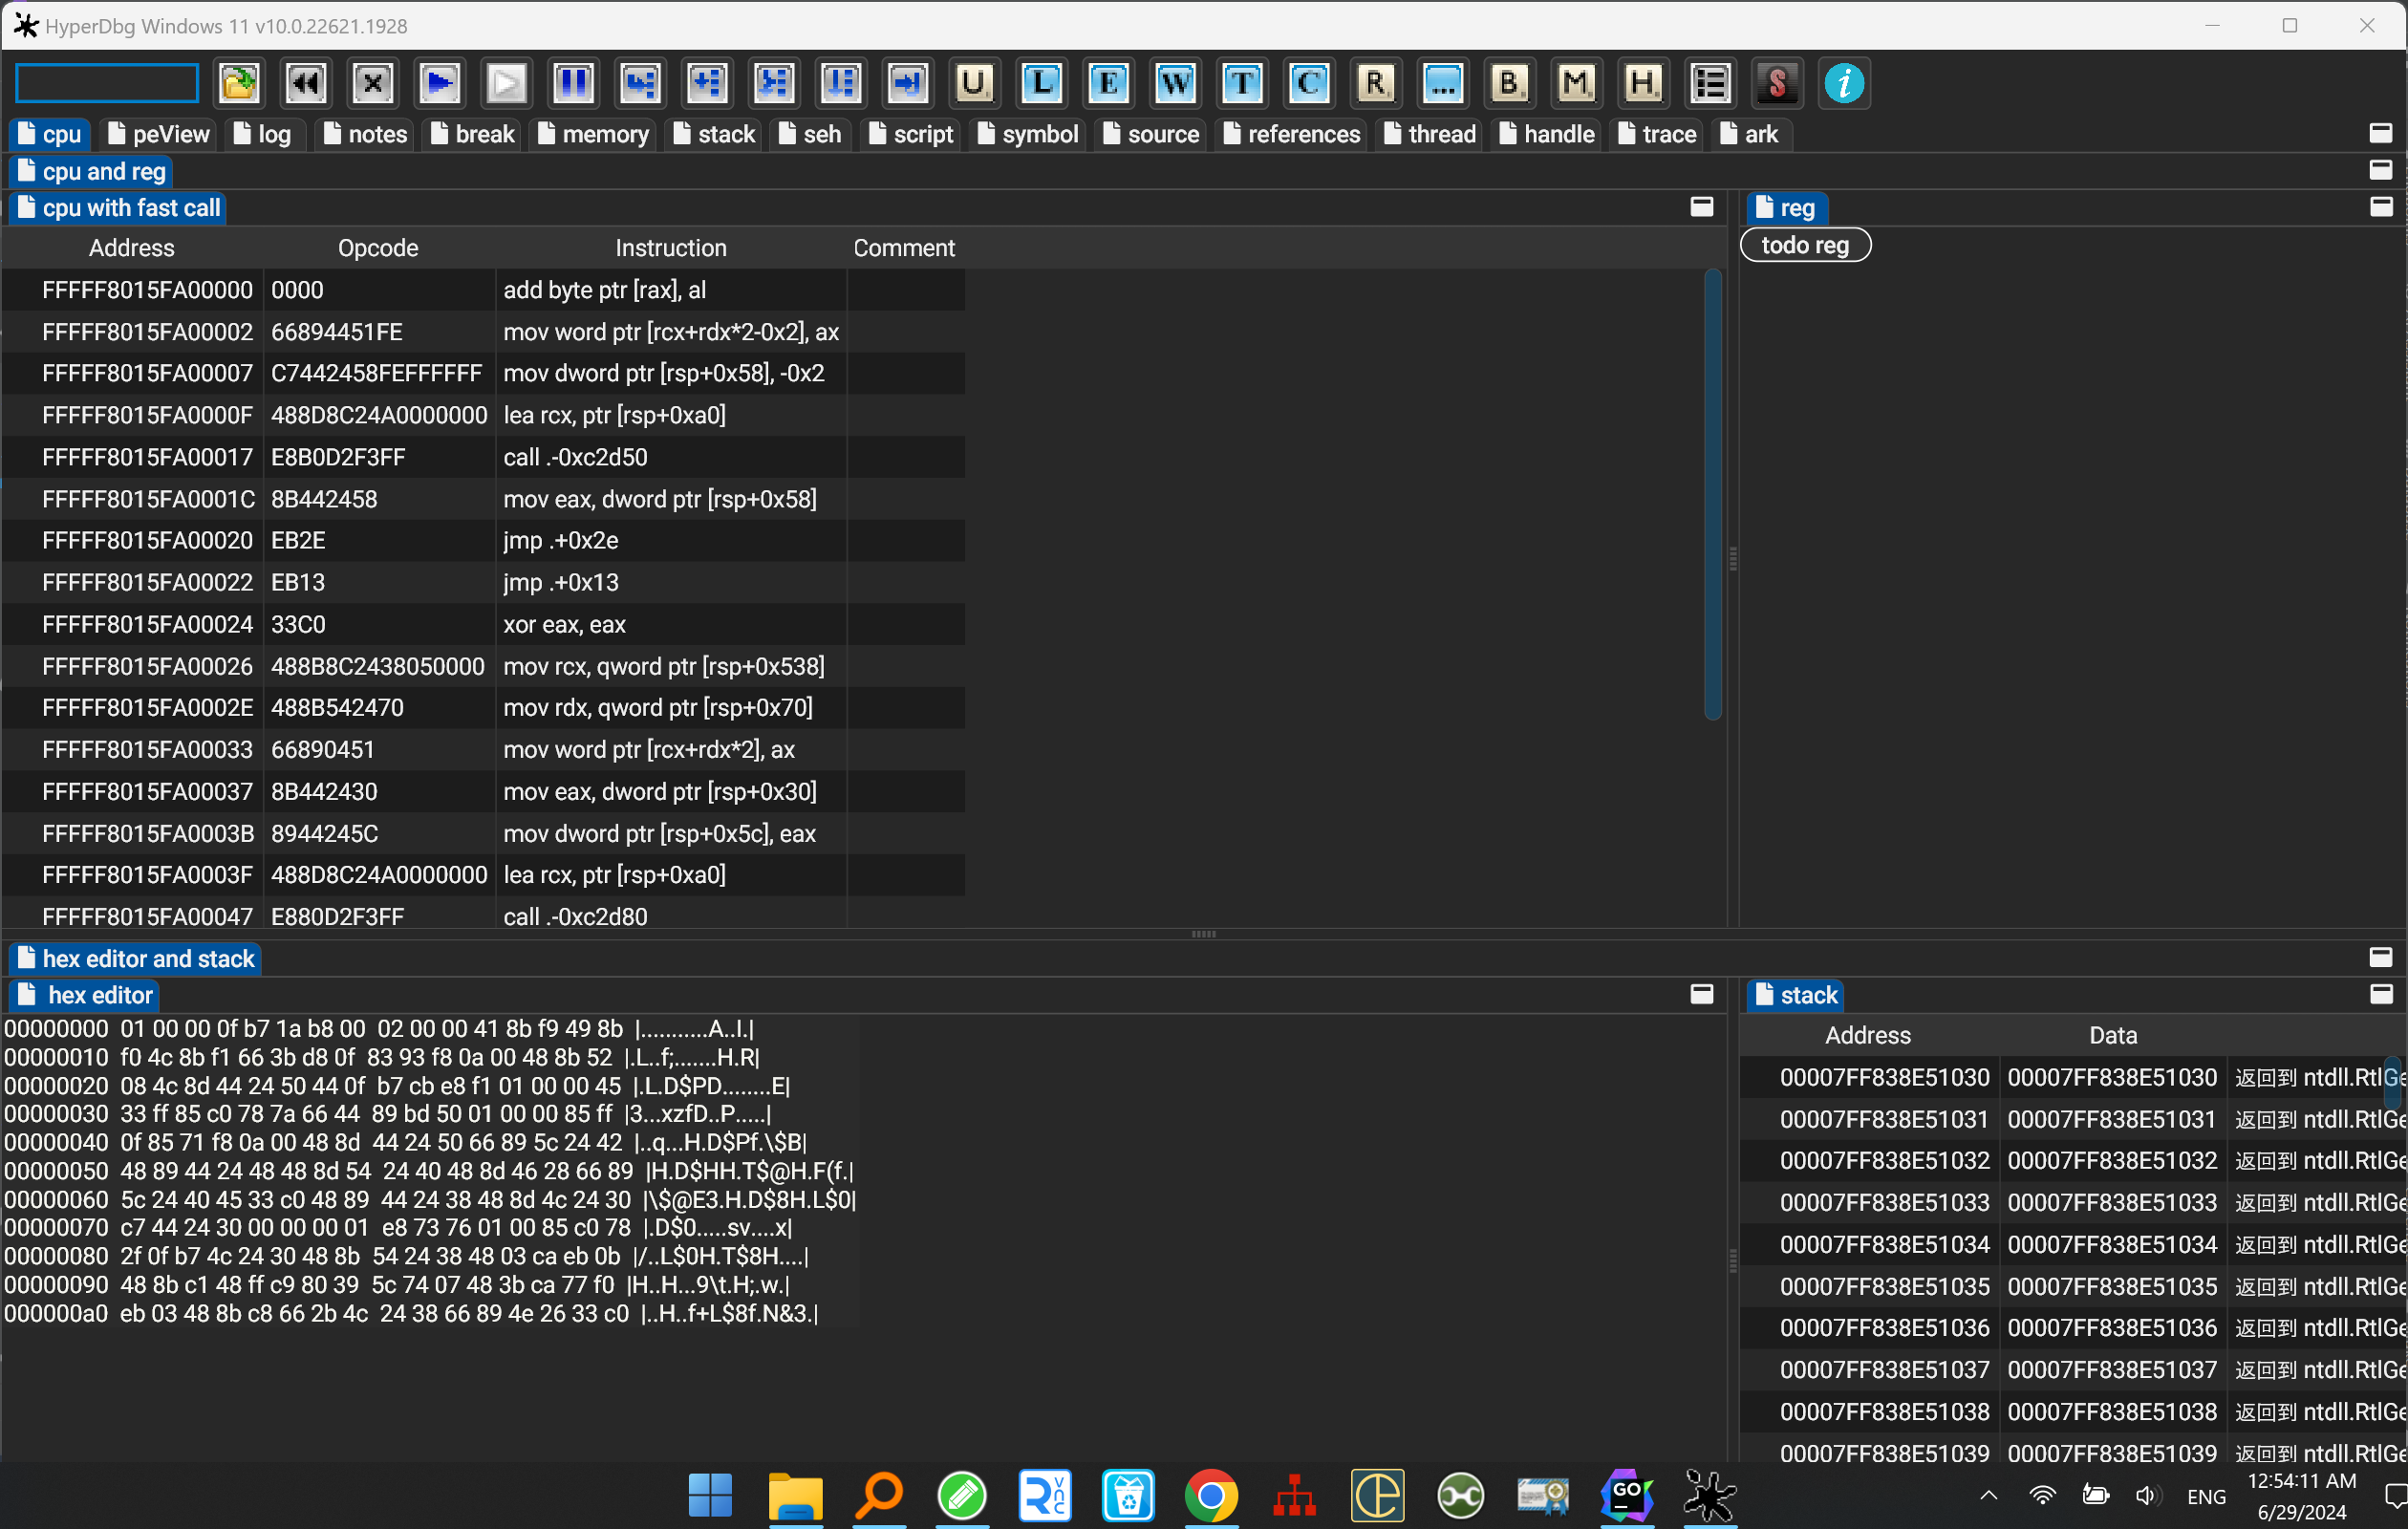 HyperDbg Windows 11 v10.0.22621.1928
U L E W T C R ... B M H S i
cpu peView log notes break memory stack seh script symbol source references thread handle trace ark
cpu and reg
cpu with fast call
reg
Address Opcode Instruction Comment
todo reg
FFFFF8015FA00000 0000 add byte ptr [rax], al
FFFFF8015FA00002 66894451FE mov word ptr [rcx+rdx*2-0x2], ax
FFFFF8015FA00007 C7442458FEFFFFFF mov dword ptr [rsp+0x58], -0x2
FFFFF8015FA0000F 488D8C24A0000000 lea rcx, ptr [rsp+0xa0]
FFFFF8015FA00017 E8B0D2F3FF call .-0xc2d50
FFFFF8015FA0001C 8B442458 mov eax, dword ptr [rsp+0x58]
FFFFF8015FA00020 EB2E jmp .+0x2e
FFFFF8015FA00022 EB13 jmp .+0x13
FFFFF8015FA00024 33C0 xor eax, eax
FFFFF8015FA00026 488B8C2438050000 mov rcx, qword ptr [rsp+0x538]
FFFFF8015FA0002E 488B542470 mov rdx, qword ptr [rsp+0x70]
FFFFF8015FA00033 66890451 mov word ptr [rcx+rdx*2], ax
FFFFF8015FA00037 8B442430 mov eax, dword ptr [rsp+0x30]
FFFFF8015FA0003B 8944245C mov dword ptr [rsp+0x5c], eax
FFFFF8015FA0003F 488D8C24A0000000 lea rcx, ptr [rsp+0xa0]
FFFFF8015FA00047 E880D2F3FF call .-0xc2d80
hex editor and stack
hex editor
00000000 01 00 00 0f b7 1a b8 00 02 00 00 41 8b f9 49 8b |...........A..I.|
00000010 f0 4c 8b f1 66 3b d8 0f 83 93 f8 0a 00 48 8b 52 |.L..f;.......H.R|
00000020 08 4c 8d 44 24 50 44 0f b7 cb e8 f1 01 00 00 45 |.L.D$PD........E|
00000030 33 ff 85 c0 78 7a 66 44 89 bd 50 01 00 00 85 ff |3...xzfD..P.....|
00000040 0f 85 71 f8 0a 00 48 8d 44 24 50 66 89 5c 24 42 |..q...H.D$Pf.\$B|
00000050 48 89 44 24 48 48 8d 54 24 40 48 8d 46 28 66 89 |H.D$HH.T$@H.F(f.|
00000060 5c 24 40 45 33 c0 48 89 44 24 38 48 8d 4c 24 30 |\$@E3.H.D$8H.L$0|
00000070 c7 44 24 30 00 00 00 01 e8 73 76 01 00 85 c0 78 |.D$0.....sv....x|
00000080 2f 0f b7 4c 24 30 48 8b 54 24 38 48 03 ca eb 0b |/..L$0H.T$8H....|
00000090 48 8b c1 48 ff c9 80 39 5c 74 07 48 3b ca 77 f0 |H..H...9\t.H;.w.|
000000a0 eb 03 48 8b c8 66 2b 4c 24 38 66 89 4e 26 33 c0 |..H..f+L$8f.N&3.|
stack
Address Data
00007FF838E51030 00007FF838E51030 返回到 ntdll.RtlGe
00007FF838E51031 00007FF838E51031 返回到 ntdll.RtlGe
00007FF838E51032 00007FF838E51032 返回到 ntdll.RtlGe
00007FF838E51033 00007FF838E51033 返回到 ntdll.RtlGe
00007FF838E51034 00007FF838E51034 返回到 ntdll.RtlGe
00007FF838E51035 00007FF838E51035 返回到 ntdll.RtlGe
00007FF838E51036 00007FF838E51036 返回到 ntdll.RtlGe
00007FF838E51037 00007FF838E51037 返回到 ntdll.RtlGe
00007FF838E51038 00007FF838E51038 返回到 ntdll.RtlGe
00007FF838E51039 00007FF838E51039 返回到 ntdll.RtlGe
R VNC
GO
ENG
12:54:11 AM
6/29/2024